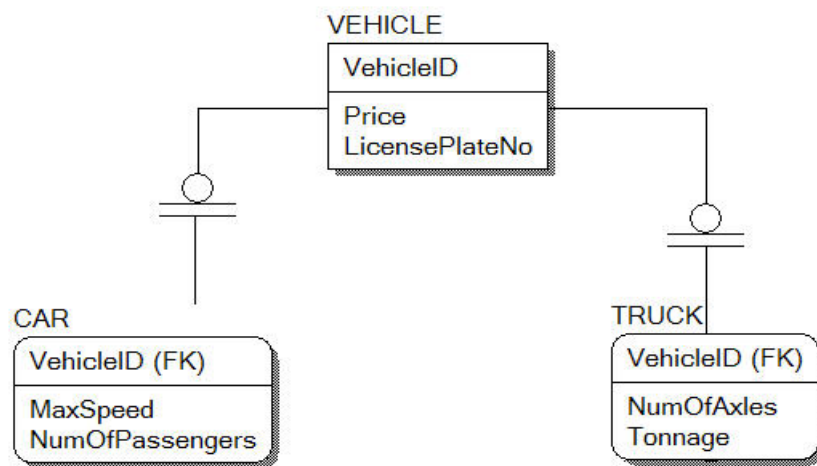 VEHICLE
VehicleID
Price
LicensePlateNo
CAR
VehicleID (FK)
MaxSpeed
NumOfPassengers
TRUCK
VehicleID (FK)
NumOfAxles
Tonnage